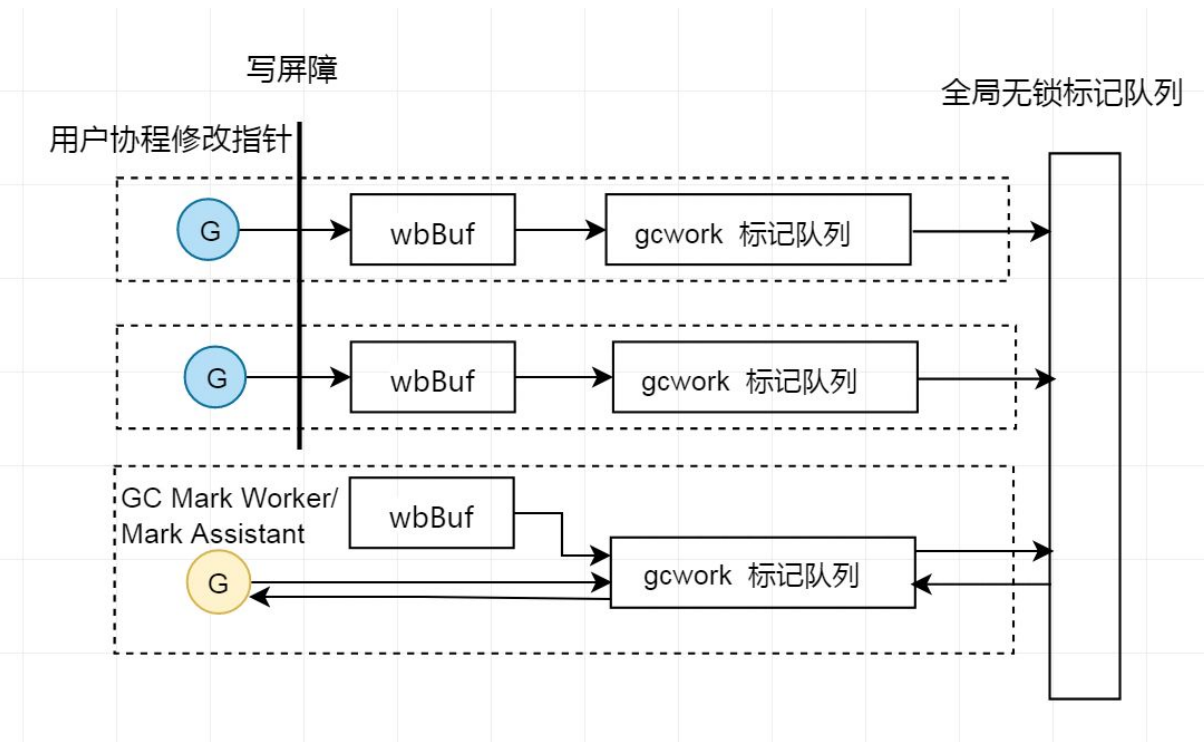 写屏障
全局无锁标记队列
用户协程修改指针
G
wbBuf
gcwork 标记队列
G
wbBuf
gcwork 标记队列
GC Mark Worker/
Mark Assistant
wbBuf
G
gcwork 标记队列